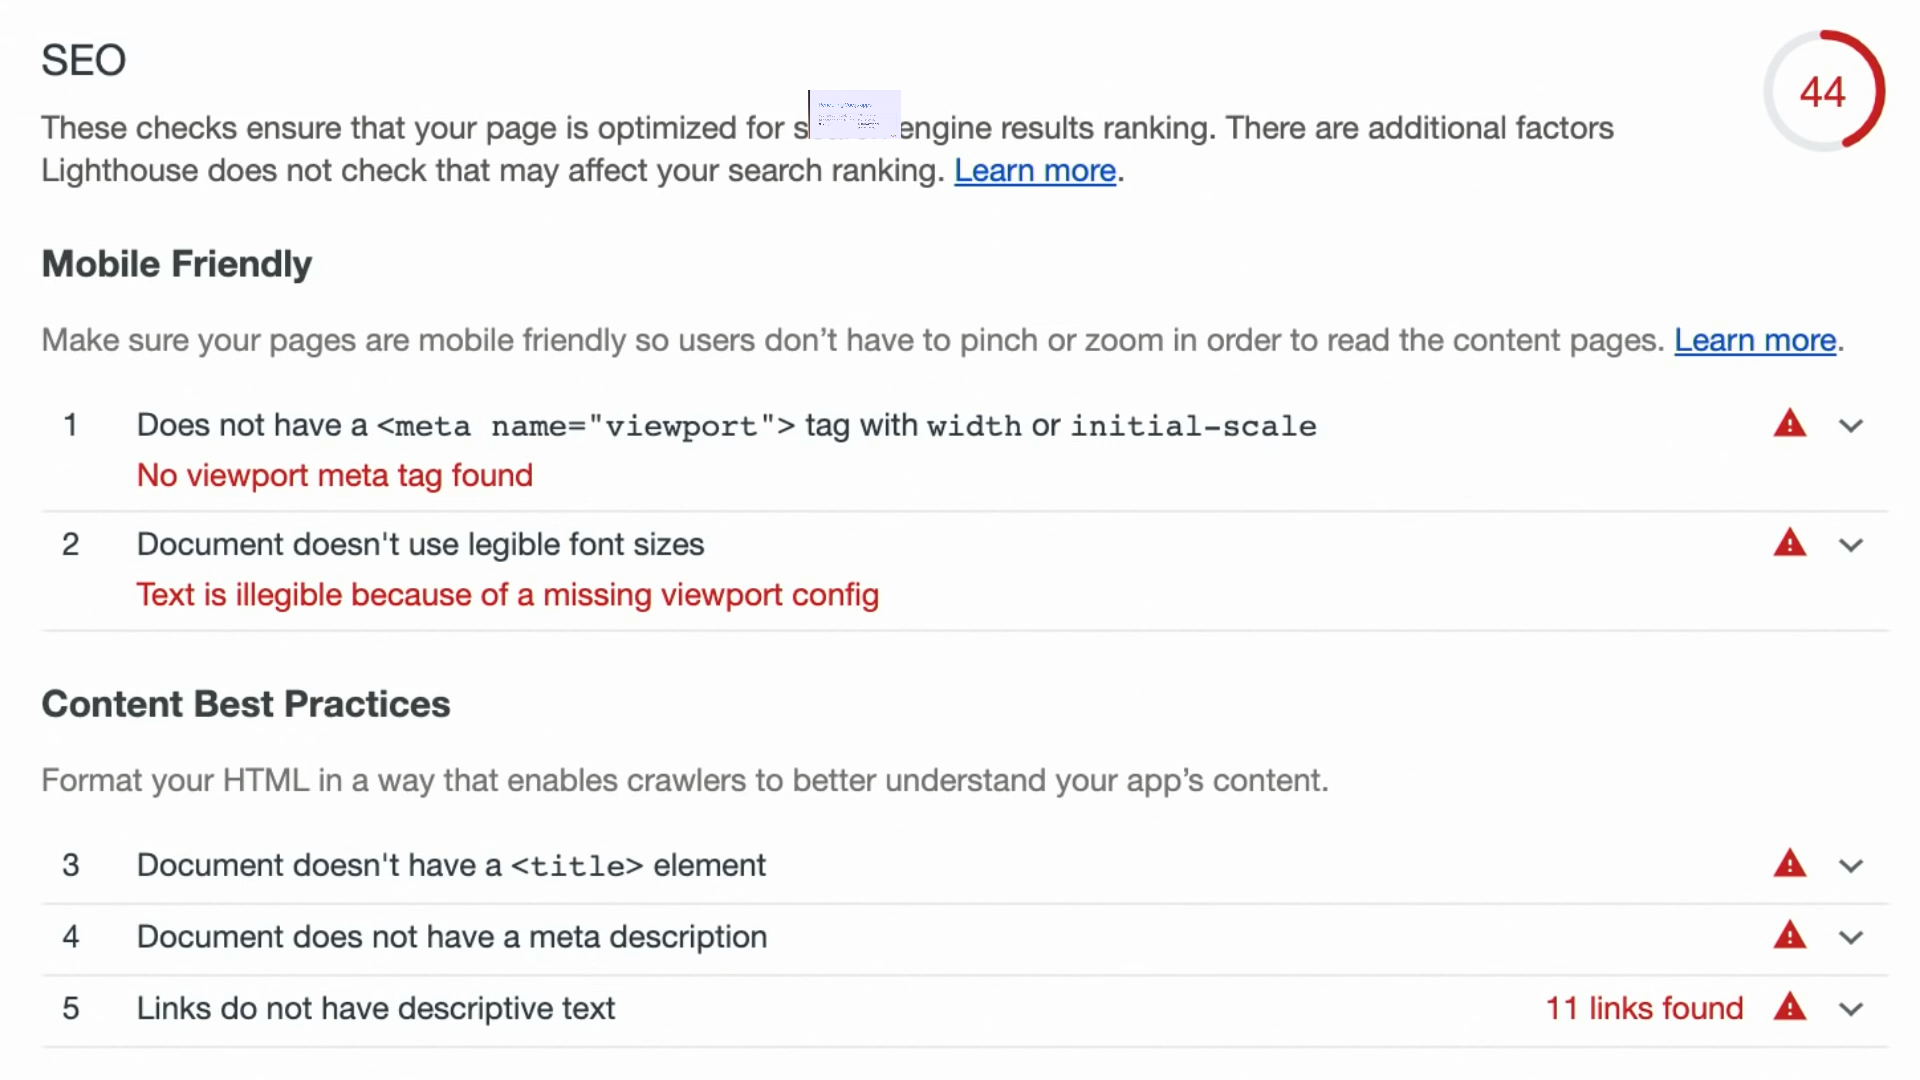 SEO
44
These checks ensure that your page is optimized for engine results ranking. There are additional factors
Lighthouse does not check that may affect your search ranking. Learn more.
Mobile Friendly
Make sure your pages are mobile friendly so users don’t have to pinch or zoom in order to read the content pages. Learn more.
1 Does not have a <meta name="viewport"> tag with width or initial-scale
No viewport meta tag found
2 Document doesn't use legible font sizes
Text is illegible because of a missing viewport config
Content Best Practices
Format your HTML in a way that enables crawlers to better understand your app’s content.
3 Document doesn't have a <title> element
4 Document does not have a meta description
5 Links do not have descriptive text 11 links found